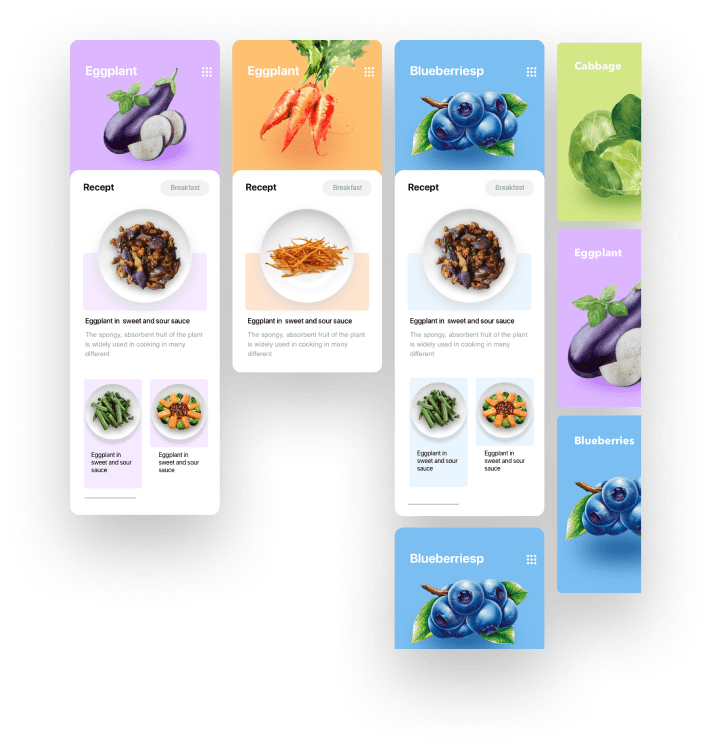 Eggplant
Recept
Breakfast
Eggplant in  sweet and sour sauce
The spongy, absorbent fruit of the plant
is widely used in cooking in many
different
Eggplant in
sweet and sour
sauce
Eggplant in
sweet and sour
sauce
Eggplant
Recept
Breakfast
Eggplant in  sweet and sour sauce
The spongy, absorbent fruit of the plant
is widely used in cooking in many
different
Blueberriesp
Recept
Breakfast
Eggplant in  sweet and sour sauce
The spongy, absorbent fruit of the plant
is widely used in cooking in many
different
Eggplant in
sweet and sour
sauce
Eggplant in
sweet and sour
sauce
Blueberriesp
Cabbage
Eggplant
Blueberries